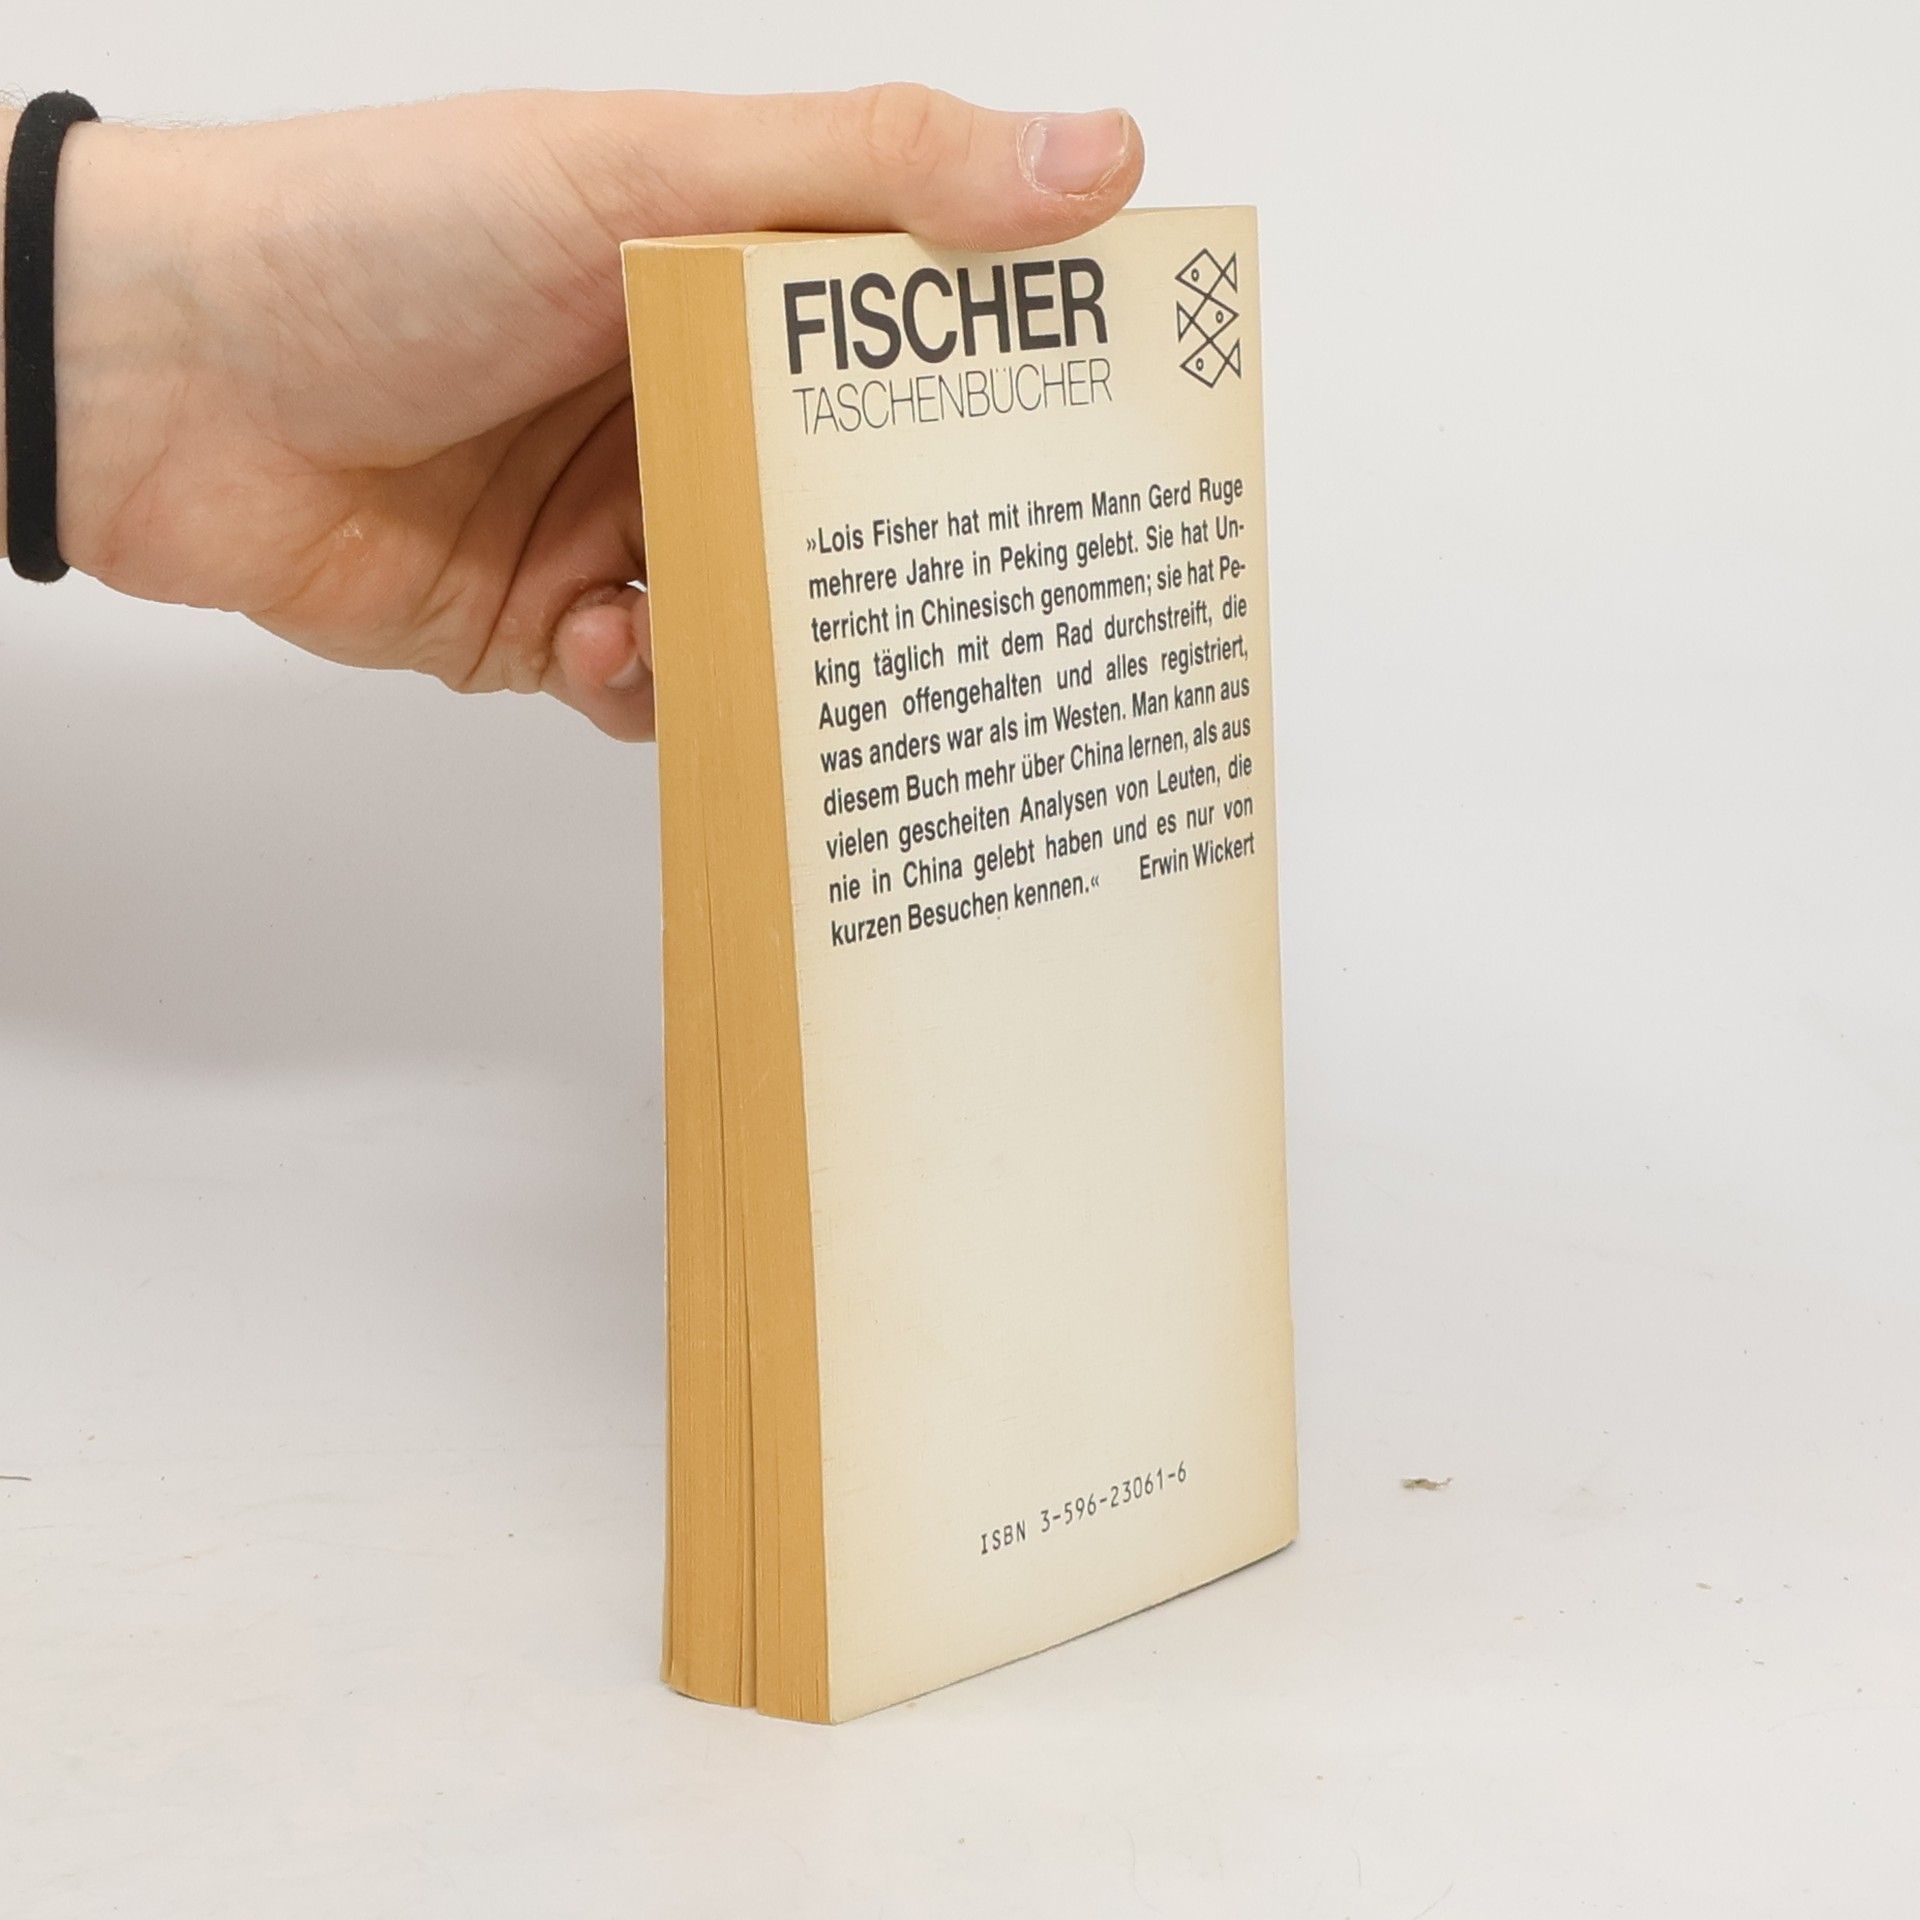 FISCHER
TASCHENBÜCHER
»Lois Fisher hat mit ihrem Mann Gerd Ruge
mehrere Jahre in Peking gelebt. Sie hat Un-
terricht in Chinesisch genommen; sie hat Pe-
king täglich mit dem Rad durchstreift, die
Augen offengehalten und alles registriert,
was anders war als im Westen. Man kann aus
diesem Buch mehr über China lernen, als aus
vielen gescheiten Analysen von Leuten, die
nie in China gelebt haben und es nur von
kurzen Besuchen kennen.« Erwin Wickert
ISBN 3-596-23061-6